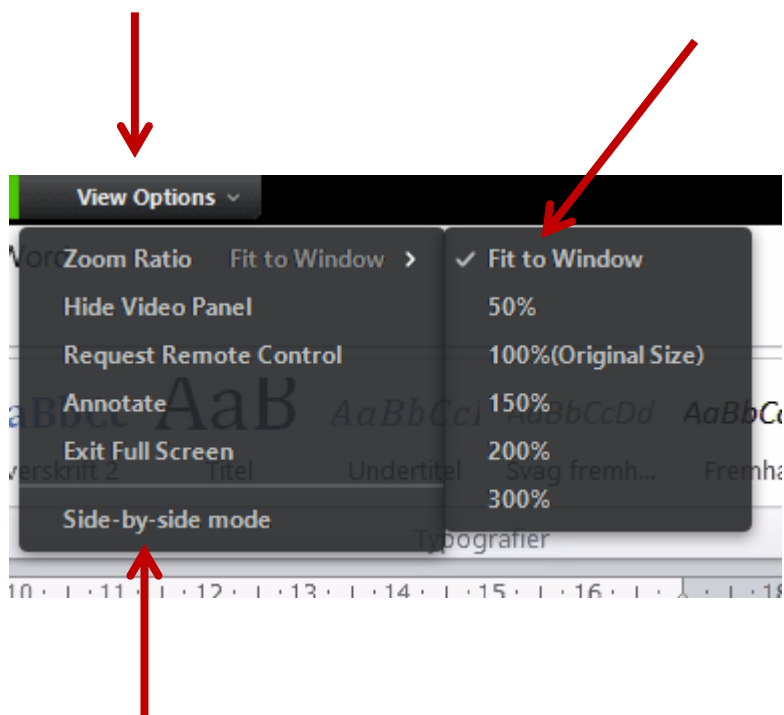 View Options
Word
Zoom Ratio Fit to Window
Hide Video Panel
Request Remote Control
Annotate
Exit Full Screen
Side-by-side mode
Fit to Window
50%
100%(Original Size)
150%
200%
300%
AaB AaBbCcI AaBbCcDd AaBbCc
verskrift 2 Titel Undertitel Svag fremh... Fremha
Typografier
10 11 12 13 14 15 16 18